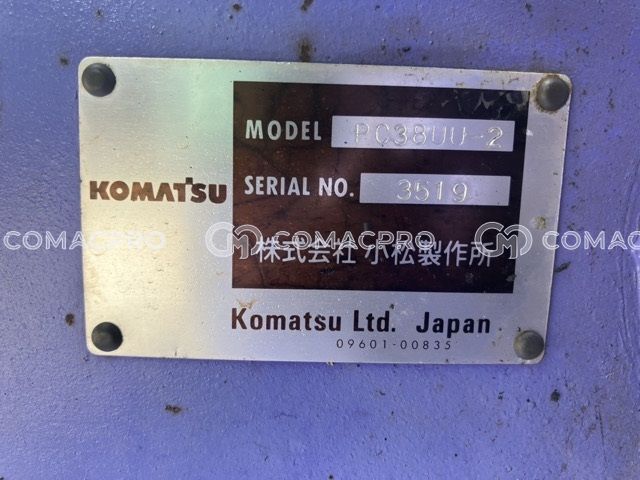 MODEL PC38UU-2
KOMATSU
SERIAL NO. 3519
COMACPRO COMACPRO COMACPRO
株式会社 小松製作所
Komatsu Ltd. Japan
09601-00835